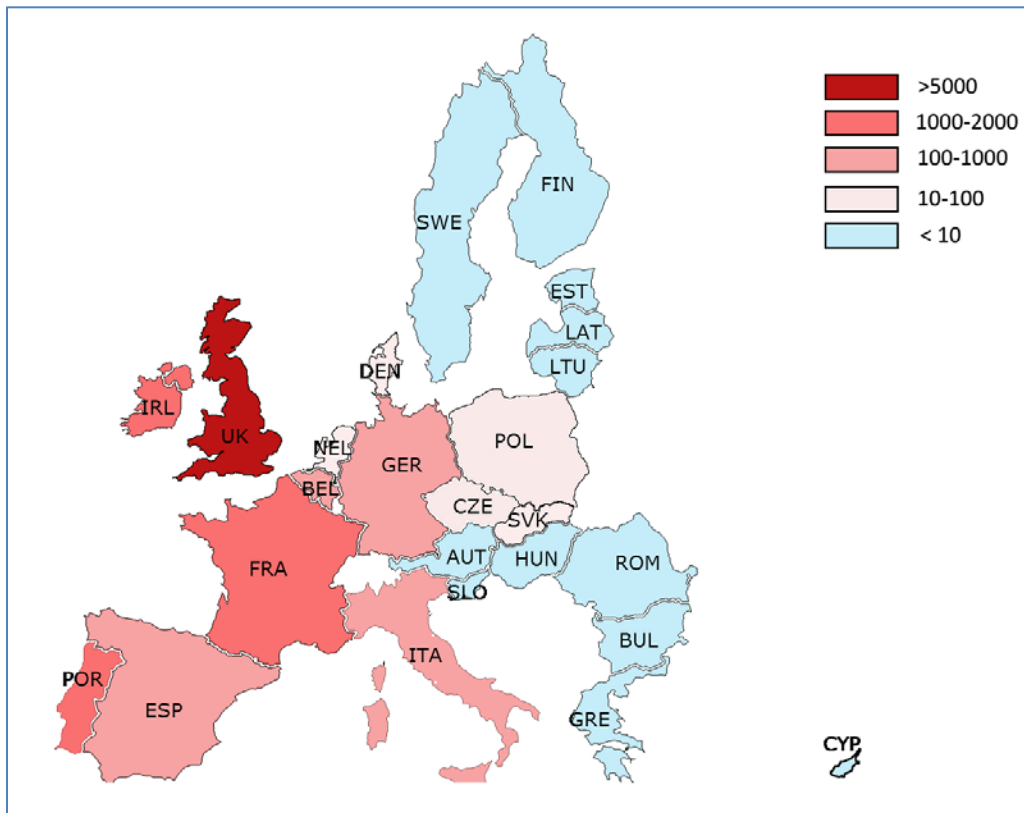 >5000
1000-2000
100-1000
10-100
< 10
FIN
SWE
EST
LAT
LTU
DEN
IRL
UK
NEL
POL
GER
BEL
CZE
SVK
AUT
HUN
ROM
FRA
SLO
BUL
ITA
POR
ESP
GRE
CYP